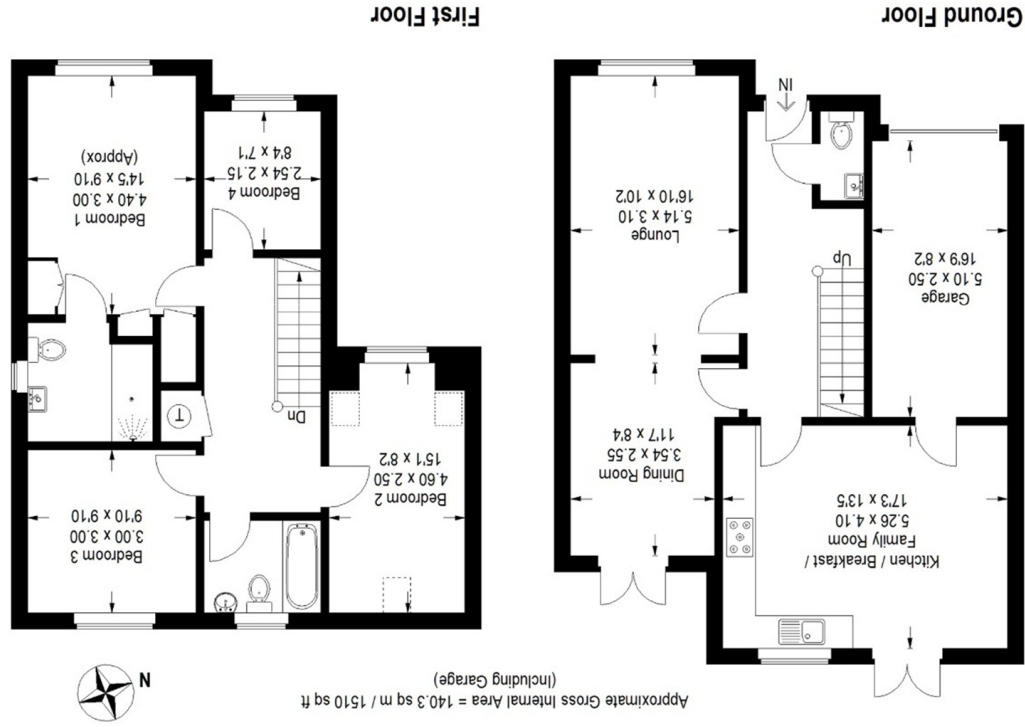 Approximate Gross Internal Area = 140.3 sq m / 1510 sq ft
(Including Garage)
N
Kitchen / Breakfast /
Family Room
5.26 x 4.10
17'3 x 13'5
Dining Room
3.54 x 2.55
11'7 x 8'4
Garage
5.10 x 2.50
16'9 x 8'2
Up
Lounge
5.14 x 3.10
16'10 x 10'2
IN
Ground Floor
Bedroom 2
4.60 x 2.50
15'1 x 8'2
Bedroom 3
3.00 x 3.00
9'10 x 9'10
Dn
T
Bedroom 4
2.54 x 2.15
8'4 x 7'1
Bedroom 1
4.40 x 3.00
14'5 x 9'10
(Approx)
First Floor